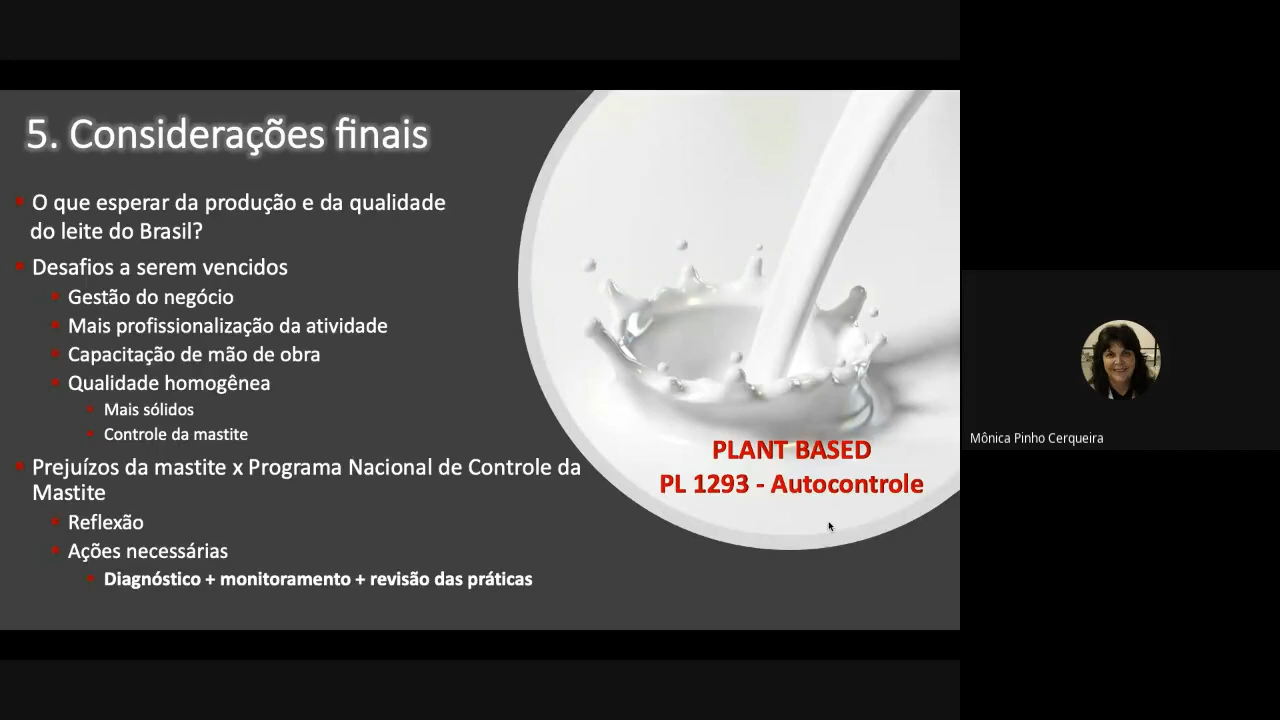 5. Considerações finais
O que esperar da produção e da qualidade
do leite do Brasil?
Desafios a serem vencidos
Gestão do negócio
Mais profissionalização da atividade
Capacitação de mão de obra
Qualidade homogênea
Mais sólidos
Controle da mastite
Prejuízos da mastite x Programa Nacional de Controle da
Mastite
Reflexão
Ações necessárias
Diagnóstico + monitoramento + revisão das práticas
PLANT BASED
PL 1293 - Autocontrole
Mônica Pinho Cerqueira